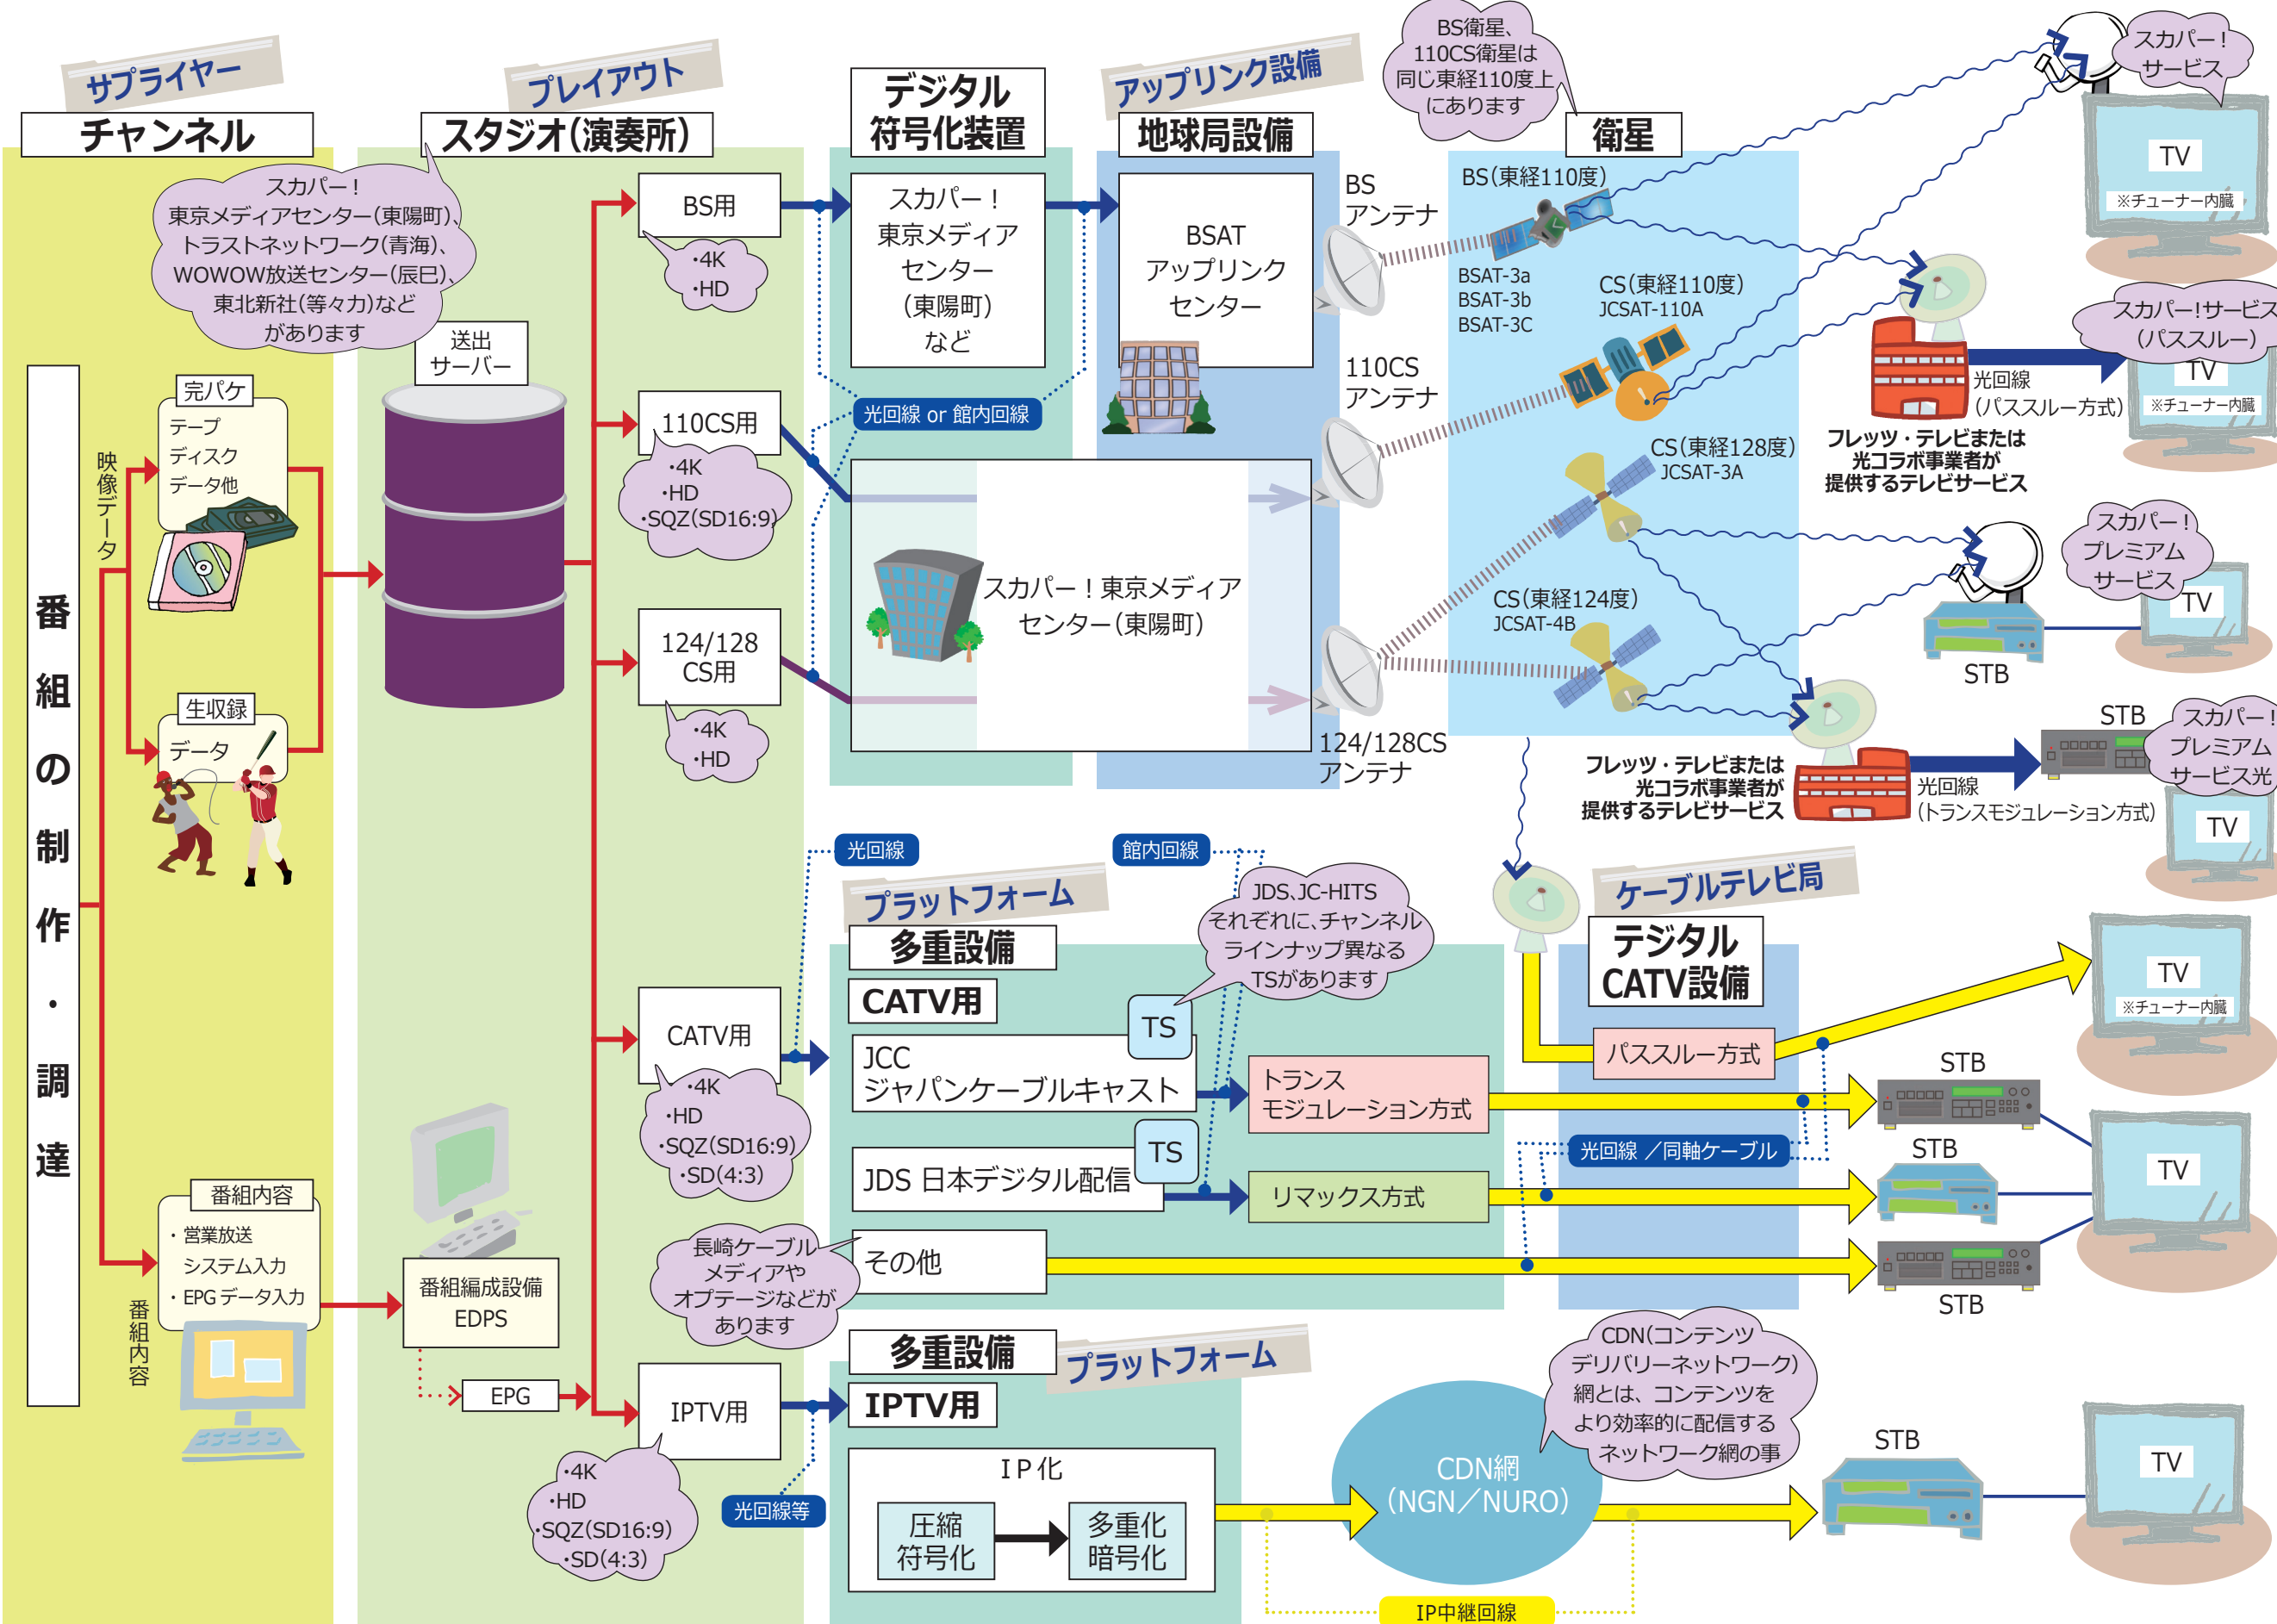 サプライヤー
チャンネル
プレイアウト
スタジオ(演奏所)
デジタル
符号化装置
アップリンク設備
地球局設備
BS衛星、
110CS衛星は
同じ東経110度上
にあります
衛星
スカパー！
サービス
TV
※チューナー内臓
スカパー！
東京メディアセンター(東陽町)、
トラストネットワーク(青海)、
WOWOW放送センター(辰巳)、
東北新社(等々力)など
があります
送出
サーバー
BS用
・4K
・HD
スカパー！
東京メディア
センター
(東陽町)
など
BSAT
アップリンク
センター
BS
アンテナ
BS(東経110度)
BSAT-3a
BSAT-3b
BSAT-3C
CS(東経110度)
JCSAT-110A
スカパー！サービス
(パススルー)
TV
※チューナー内臓
光回線
(パススルー方式)
フレッツ・テレビまたは
光コラボ事業者が
提供するテレビサービス
110CS用
・4K
・HD
・SQZ(SD16:9)
光回線 or 館内回線
110CS
アンテナ
CS(東経128度)
JCSAT-3A
番組の制作・調達
映像データ
完パケ
テープ
ディスク
データ他
生収録
データ
124/128
CS用
・4K
・HD
スカパー！東京メディア
センター(東陽町)
124/128CS
アンテナ
CS(東経124度)
JCSAT-4B
スカパー！
プレミアム
サービス
TV
STB
フレッツ・テレビまたは
光コラボ事業者が
提供するテレビサービス
光回線
(トランスモジュレーション方式)
STB
スカパー！
プレミアム
サービス光
TV
光回線
館内回線
プラットフォーム
多重設備
CATV用
JDS、JC-HITS
それぞれに、チャンネル
ラインナップ異なる
TSがあります
ケーブルテレビ局
デジタル
CATV設備
CATV用
・4K
・HD
・SQZ(SD16:9)
・SD(4:3)
TS
JCC
ジャパンケーブルキャスト
トランス
モジュレーション方式
パススルー方式
TV
※チューナー内臓
STB
TS
JDS 日本デジタル配信
リマックス方式
光回線 ／同軸ケーブル
STB
TV
その他
長崎ケーブル
メディアや
オプテージなどが
あります
STB
番組内容
番組内容
・営業放送
システム入力
・EPG データ入力
番組編成設備
EDPS
EPG
IPTV用
・4K
・HD
・SQZ(SD16:9)
・SD(4:3)
光回線等
多重設備
プラットフォーム
IPTV用
IP化
圧縮
符号化
多重化
暗号化
CDN網
(NGN／NURO)
CDN(コンテンツ
デリバリーネットワーク)
網とは、コンテンツを
より効率的に配信する
ネットワーク網の事
STB
TV
IP中継回線